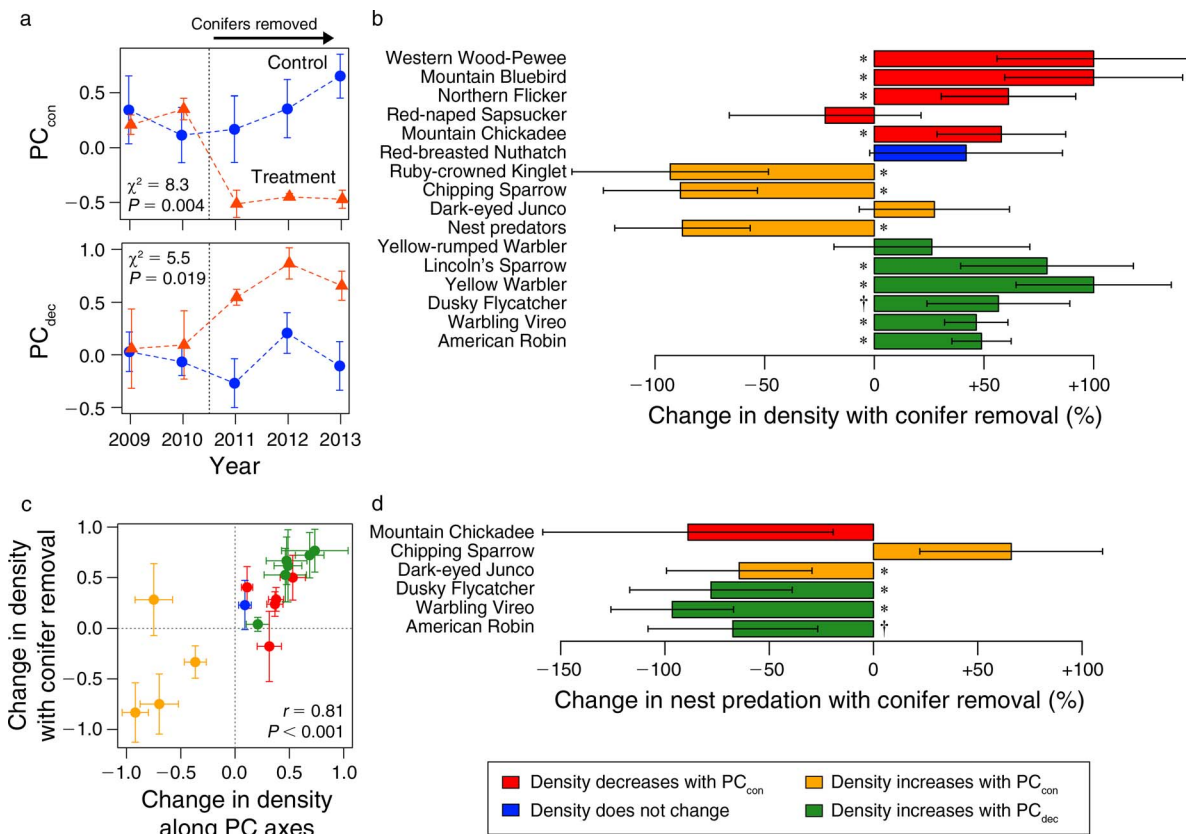 a
Conifers removed
Control
Treatment
0.5
0.0
−0.5
PCcon
χ² = 8.3
P = 0.004
1.0
0.5
0.0
−0.5
PCdec
χ² = 5.5
P = 0.019
2009 2010 2011 2012 2013
Year
b
Western Wood-Pewee *
Mountain Bluebird *
Northern Flicker *
Red-naped Sapsucker
Mountain Chickadee *
Red-breasted Nuthatch
Ruby-crowned Kinglet *
Chipping Sparrow *
Dark-eyed Junco
Nest predators *
Yellow-rumped Warbler
Lincoln's Sparrow *
Yellow Warbler *
Dusky Flycatcher †
Warbling Vireo *
American Robin *
−100 −50 0 +50 +100
Change in density with conifer removal (%)
c
Change in density
with conifer removal
1.0
0.5
0.0
−0.5
−1.0
r = 0.81
P < 0.001
−1.0 −0.5 0.0 0.5 1.0
Change in density
along PC axes
d
Mountain Chickadee
Chipping Sparrow
Dark-eyed Junco *
Dusky Flycatcher *
Warbling Vireo *
American Robin †
−150 −100 −50 0 +50 +100
Change in nest predation with conifer removal (%)
Density decreases with PCcon
Density increases with PCcon
Density does not change
Density increases with PCdec